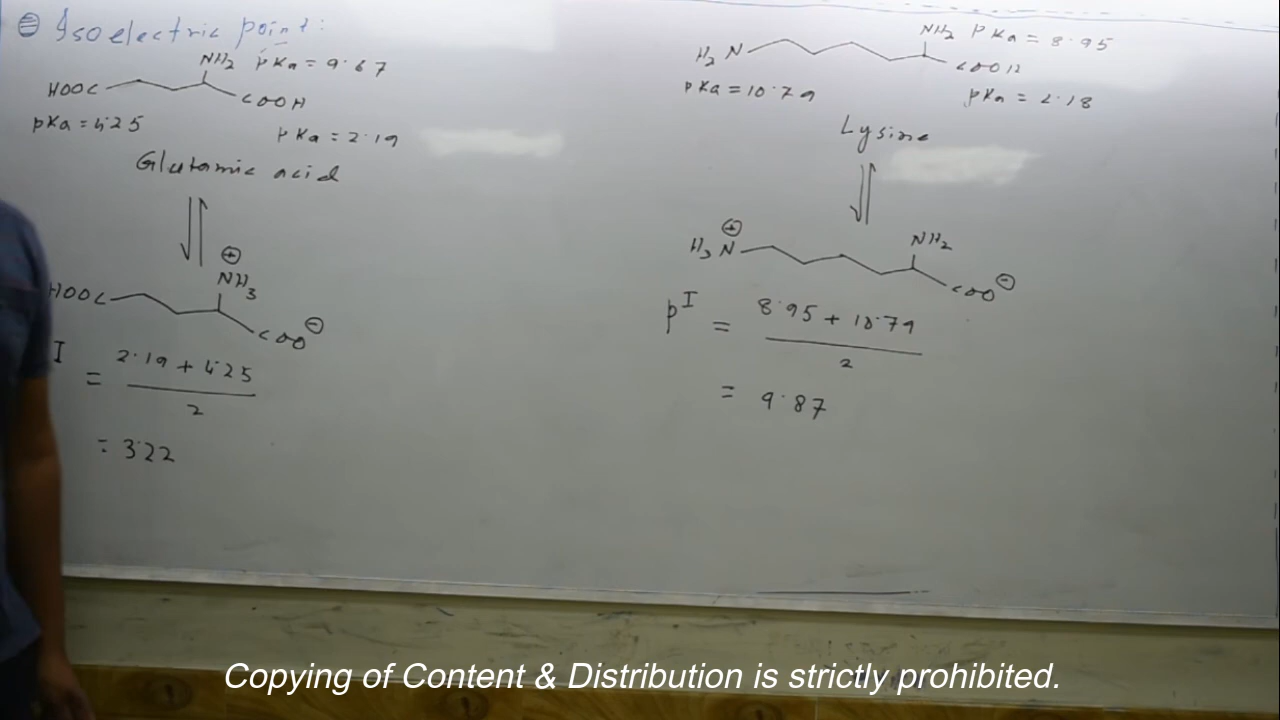 Isoelectric point:
NH₂ pKa = 9.67
HOOC COOH
pKa = 4.25 pKa = 2.19
Glutamic acid
⊕
NH₃
HOOC COO⊖
I = 2.19 + 4.25
2
= 3.22
NH₂ pKa = 8.95
H₂N COOH
pKa = 10.79 pKa = 2.18
Lysine
⊕
H₃N NH₂
COO⊖
pI = 8.95 + 10.79
2
= 9.87
Copying of Content & Distribution is strictly prohibited.